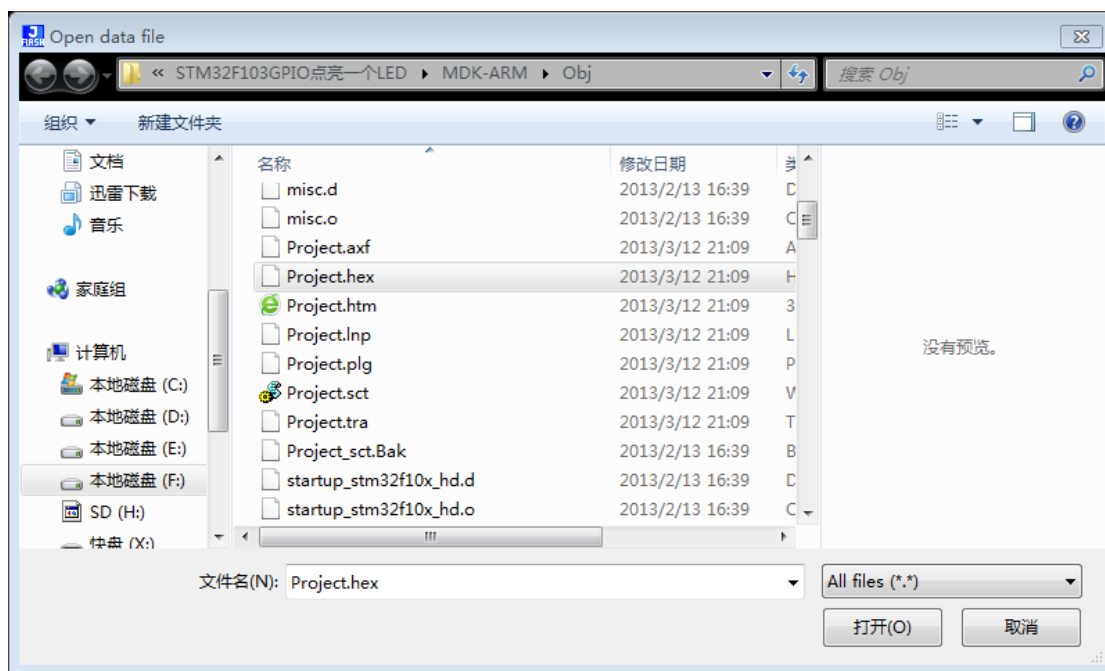 J
FLASH
Open data file
« STM32F103GPIO点亮一个LED ▸ MDK-ARM ▸ Obj
搜索 Obj
组织
新建文件夹
文档
迅雷下载
音乐
家庭组
计算机
本地磁盘 (C:)
本地磁盘 (D:)
本地磁盘 (E:)
本地磁盘 (F:)
SD (H:)
快盘 (X:)
名称 修改日期
misc.d 2013/2/13 16:39 D
misc.o 2013/2/13 16:39 C
Project.axf 2013/3/12 21:09 A
Project.hex 2013/3/12 21:09 H
Project.htm 2013/3/12 21:09 3
Project.lnp 2013/3/12 21:09 L
Project.plg 2013/3/12 21:09 P
Project.sct 2013/3/12 21:09
Project.tra 2013/3/12 21:09 T
Project_sct.Bak 2013/2/13 16:39 B
startup_stm32f10x_hd.d 2013/2/13 16:39 D
startup_stm32f10x_hd.o 2013/2/13 16:39 C
没有预览。
文件名(N): Project.hex
All files (*.*)
打开(O)
取消